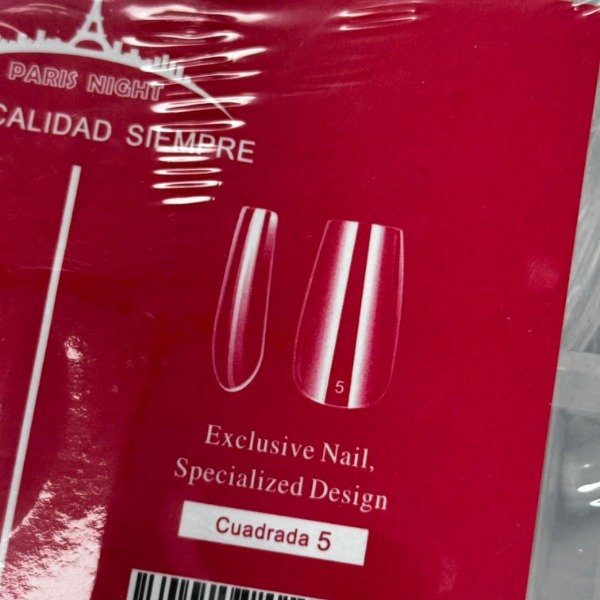 PARIS NIGHT
CALIDAD SIEMPRE
5
Exclusive Nail,
Specialized Design
Cuadrada 5